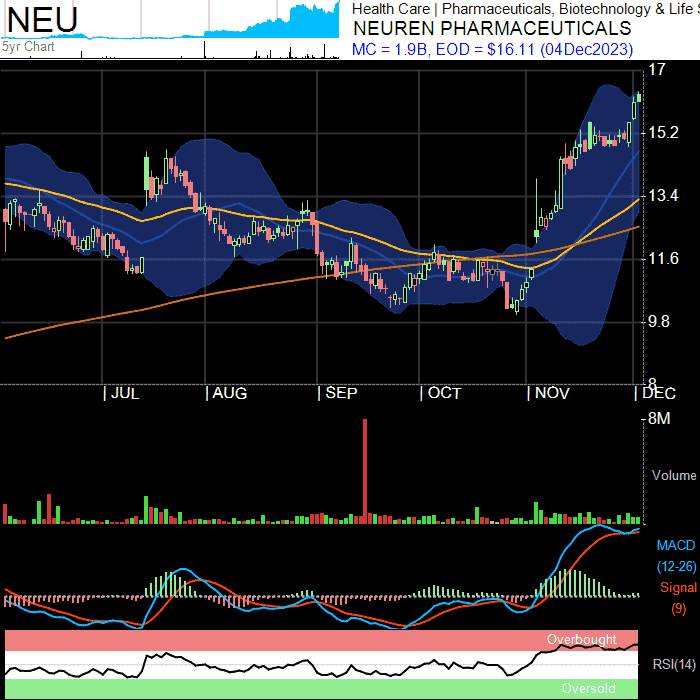 NEU
5yr Chart
Health Care | Pharmaceuticals, Biotechnology & Life
NEUREN PHARMACEUTICALS
MC = 1.9B, EOD = $16.11 (04Dec2023)
17
15.2
13.4
11.6
9.8
8
| JUL | AUG | SEP | OCT | NOV | DEC
8M
Volume
MACD
(12-26)
Signal
(9)
Overbought
RSI(14)
Oversold